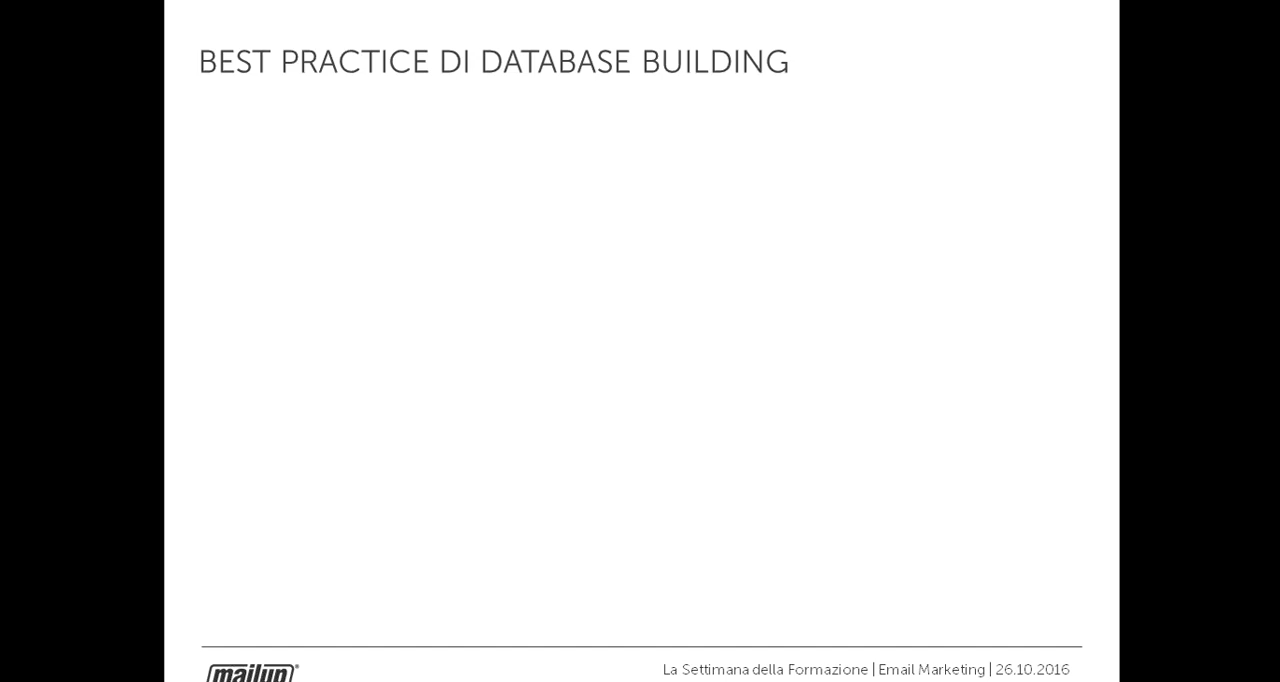 BEST PRACTICE DI DATABASE BUILDING
mailup®
La Settimana della Formazione | Email Marketing | 26.10.2016